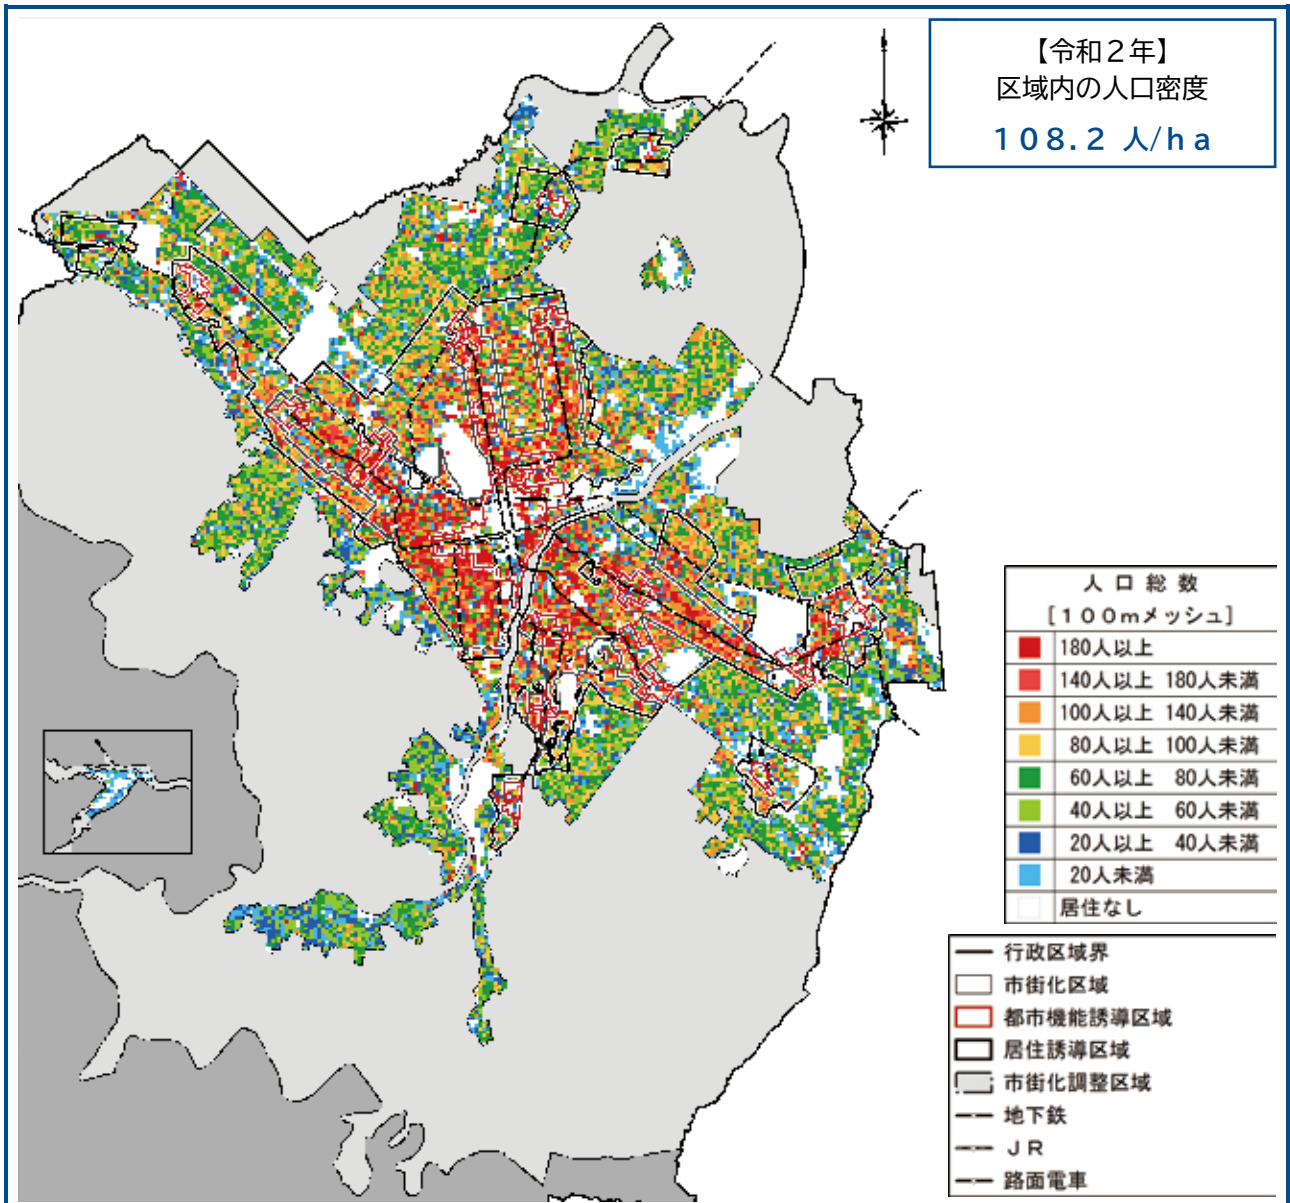 【令和２年】
区域内の人口密度
１０８.２ 人/ｈａ
人 口 総 数
[１００ｍメッシュ]
180人以上
140人以上 180人未満
100人以上 140人未満
80人以上 100人未満
60人以上 80人未満
40人以上 60人未満
20人以上 40人未満
20人未満
居住なし
行政区域界
市街化区域
都市機能誘導区域
居住誘導区域
市街化調整区域
地下鉄
ＪＲ
路面電車